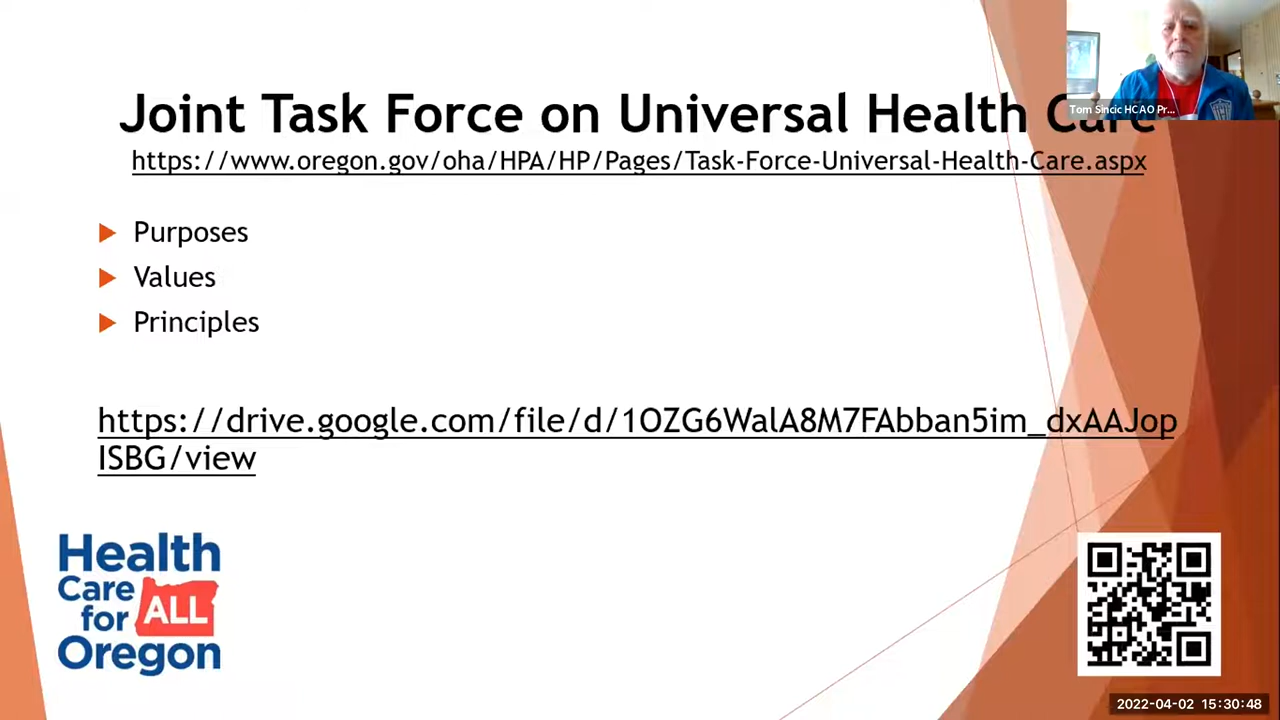 Joint Task Force on Universal Health Care
Tom Sincic HCAO Pr...
https://www.oregon.gov/oha/HPA/HP/Pages/Task-Force-Universal-Health-Care.aspx
Purposes
Values
Principles
https://drive.google.com/file/d/1OZG6WalA8M7FAbban5im_dxAAJop
ISBG/view
Health
Care
for ALL
Oregon
2022-04-02 15:30:48